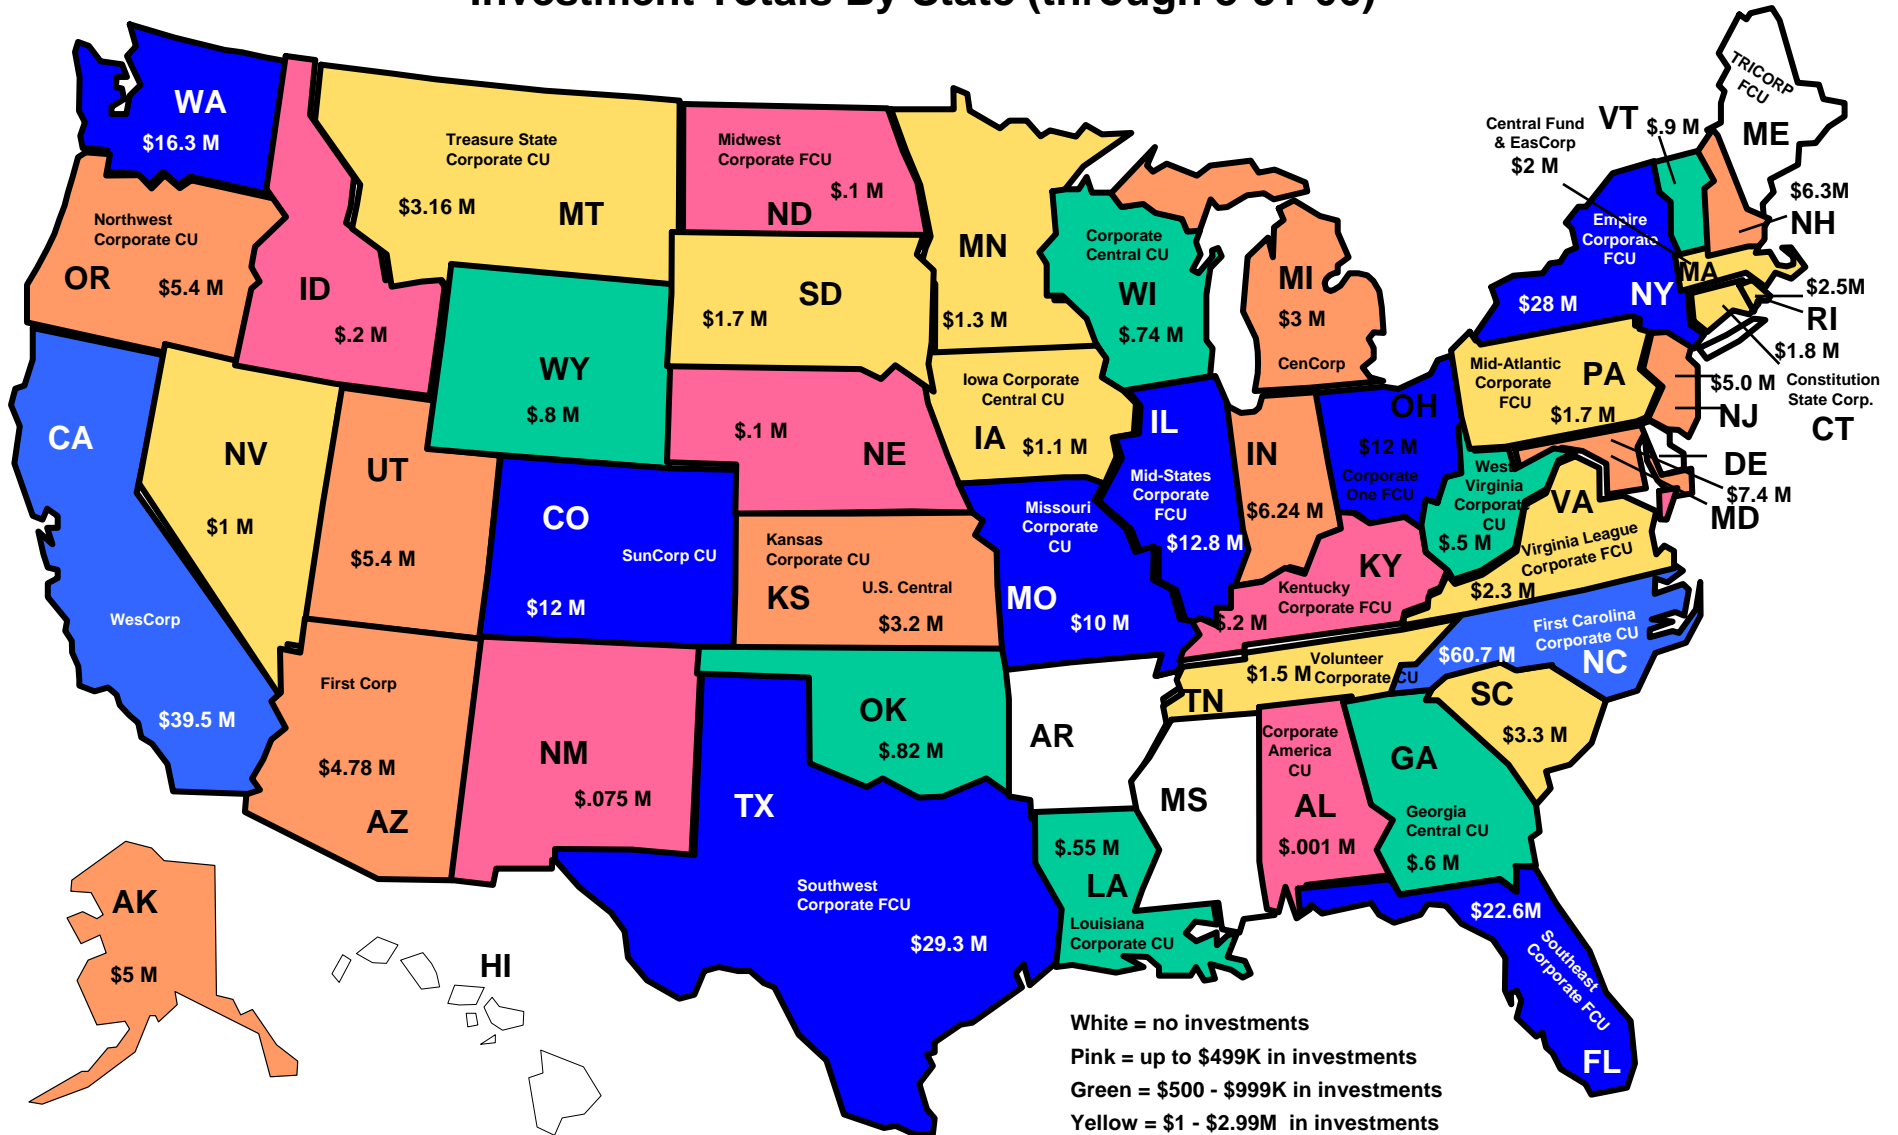 WA
$16.3 M
Treasure State
Corporate CU
$3.16 M
MT
Midwest
Corporate FCU
$.1 M
ND
MN
$1.3 M
Northwest
Corporate CU
OR
$5.4 M
ID
$.2 M
SD
$1.7 M
Corporate
Central CU
WI
$.74 M
MI
$3 M
CenCorp
Central Fund
& EasCorp
$2 M
VT
$.9 M
TRICORP
FCU
ME
$6.3M
NH
Empire
Corporate
FCU
$28 M
NY
MA
$2.5M
RI
$1.8 M
Constitution
State Corp.
CT
WY
$.8 M
CA
WesCorp
$39.5 M
NV
$1 M
UT
$5.4 M
CO
SunCorp CU
$12 M
$.1 M
NE
Iowa Corporate
Central CU
IA
$1.1 M
IL
Mid-States
Corporate
FCU
$12.8 M
IN
$6.24 M
OH
$12 M
Corporate
One FCU
Mid-Atlantic
Corporate
FCU
PA
$1.7 M
$5.0 M
NJ
DE
$7.4 M
MD
West
Virginia
Corporate
CU
$.5 M
VA
Virginia League
Corporate FCU
$2.3 M
Kansas
Corporate CU
KS
U.S. Central
$3.2 M
Missouri
Corporate
CU
MO
$10 M
KY
Kentucky
Corporate FCU
$.2 M
First Carolina
Corporate CU
$60.7 M
NC
First Corp
$4.78 M
AZ
NM
$.075 M
OK
$.82 M
AR
TN
$1.5 M
Volunteer
Corporate CU
SC
$3.3 M
TX
Southwest
Corporate FCU
$29.3 M
MS
Corporate
America
CU
AL
$.001 M
GA
Georgia
Central CU
$.6 M
$.55 M
LA
Louisiana
Corporate CU
$22.6M
Southeast
Corporate FCU
FL
AK
$5 M
HI
White = no investments
Pink = up to $499K in investments
Green = $500 - $999K in investments
Yellow = $1 - $2.99M in investments